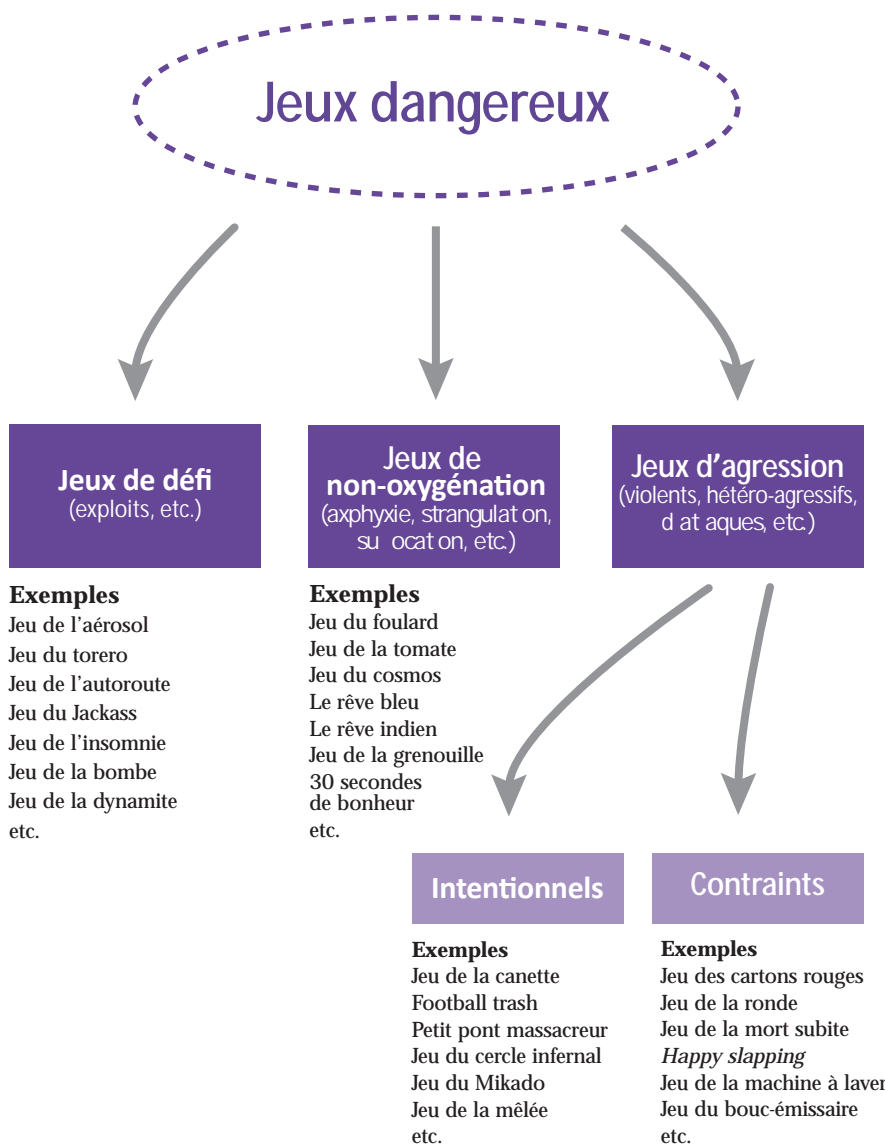 Jeux dangereux
Jeux de défi
(exploits, etc.)
Exemples
Jeu de l'aérosol
Jeu du torero
Jeu de l'autoroute
Jeu du Jackass
Jeu de l'insomnie
Jeu de la bombe
Jeu de la dynamite
etc.
Jeux de
non-oxygénation
(axphyxie, strangulat on,
su ocat on, etc.)
Exemples
Jeu du foulard
Jeu de la tomate
Jeu du cosmos
Le rêve bleu
Le rêve indien
Jeu de la grenouille
30 secondes
de bonheur
etc.
Jeux d'agression
(violents, hétéro-agressifs,
d at aques, etc.)
Intentionnels
Exemples
Jeu de la canette
Football trash
Petit pont massacreur
Jeu du cercle infernal
Jeu du Mikado
Jeu de la mêlée
etc.
Contraints
Exemples
Jeu des cartons rouges
Jeu de la ronde
Jeu de la mort subite
Happy slapping
Jeu de la machine à laver
Jeu du bouc-émissaire
etc.